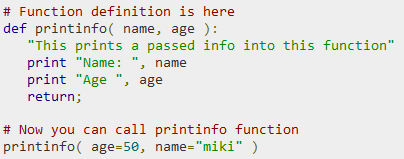 # Function definition is here
def printinfo( name, age ):
   "This prints a passed info into this function"
   print "Name: ", name
   print "Age ", age
   return;

# Now you can call printinfo function
printinfo( age=50, name="miki" )